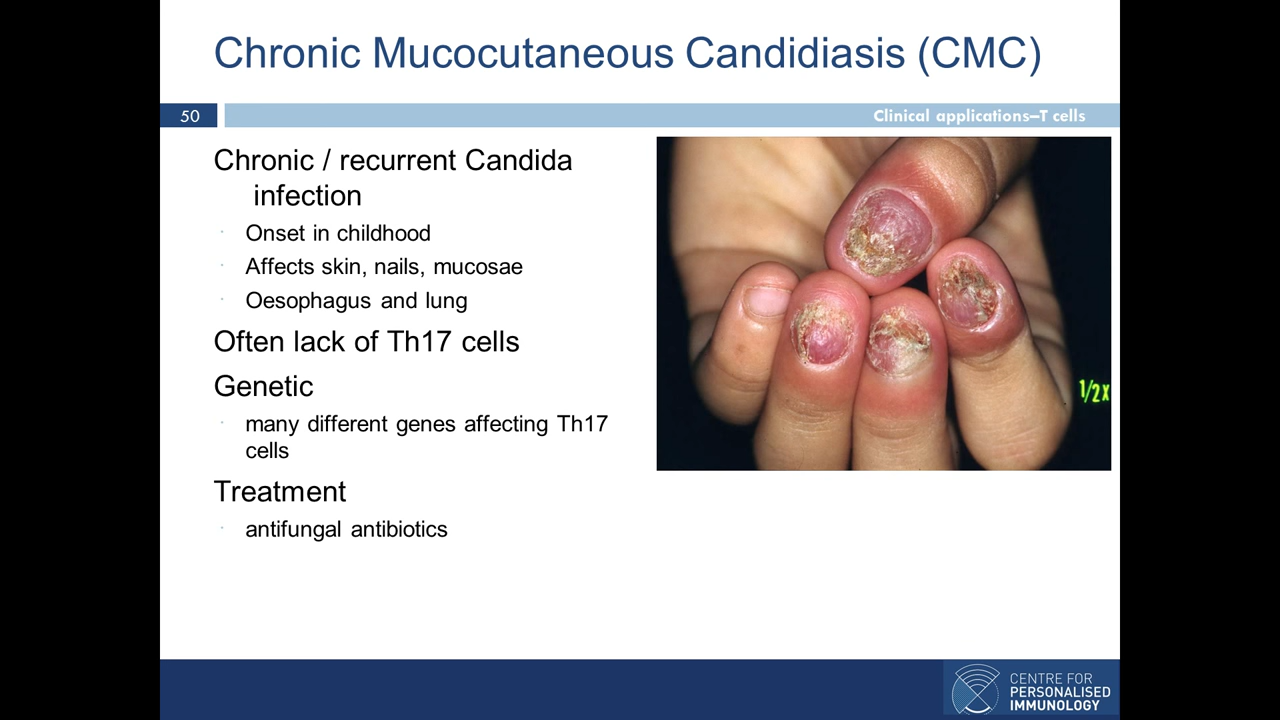 Chronic Mucocutaneous Candidiasis (CMC)
50
Clinical applications–T cells
Chronic / recurrent Candida
infection
Onset in childhood
Affects skin, nails, mucosae
Oesophagus and lung
Often lack of Th17 cells
Genetic
many different genes affecting Th17
cells
Treatment
antifungal antibiotics
1/2x
CENTRE FOR
PERSONALISED
IMMUNOLOGY